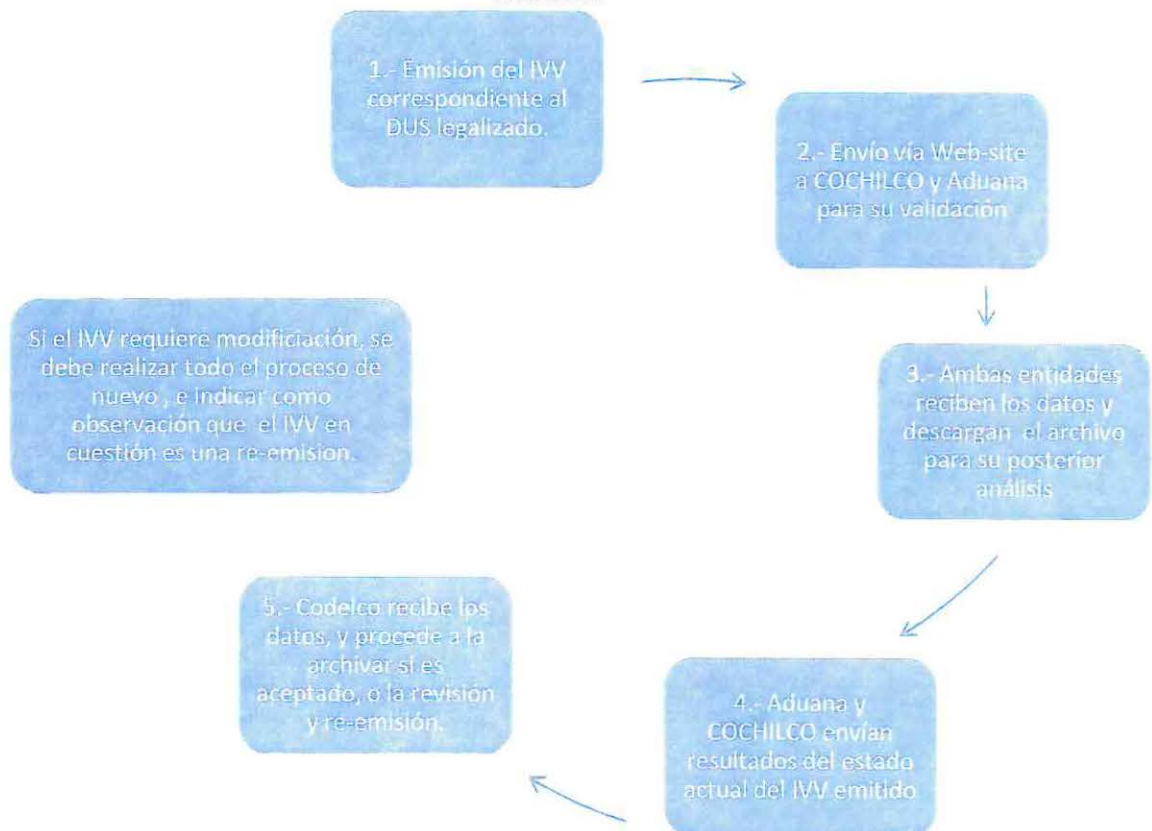 1.- Emisión del IVV
correspondiente al
DUS legalizado.
2.- Envío vía Web-site
a COCHILCO y Aduana
para su validación
3.- Ambas entidades
reciben los datos y
descargan el archivo
para su posterior
análisis
4.- Aduana y
COCHILCO envían
resultados del estado
actual del IVV emitido
5.- Codelco recibe los
datos, y procede a la
archivar si es
aceptado, o la revisión
y re-emisión.
Si el IVV requiere modificiación, se
debe realizar todo el proceso de
nuevo , e indicar como
observación que el IVV en
cuestión es una re-emision.